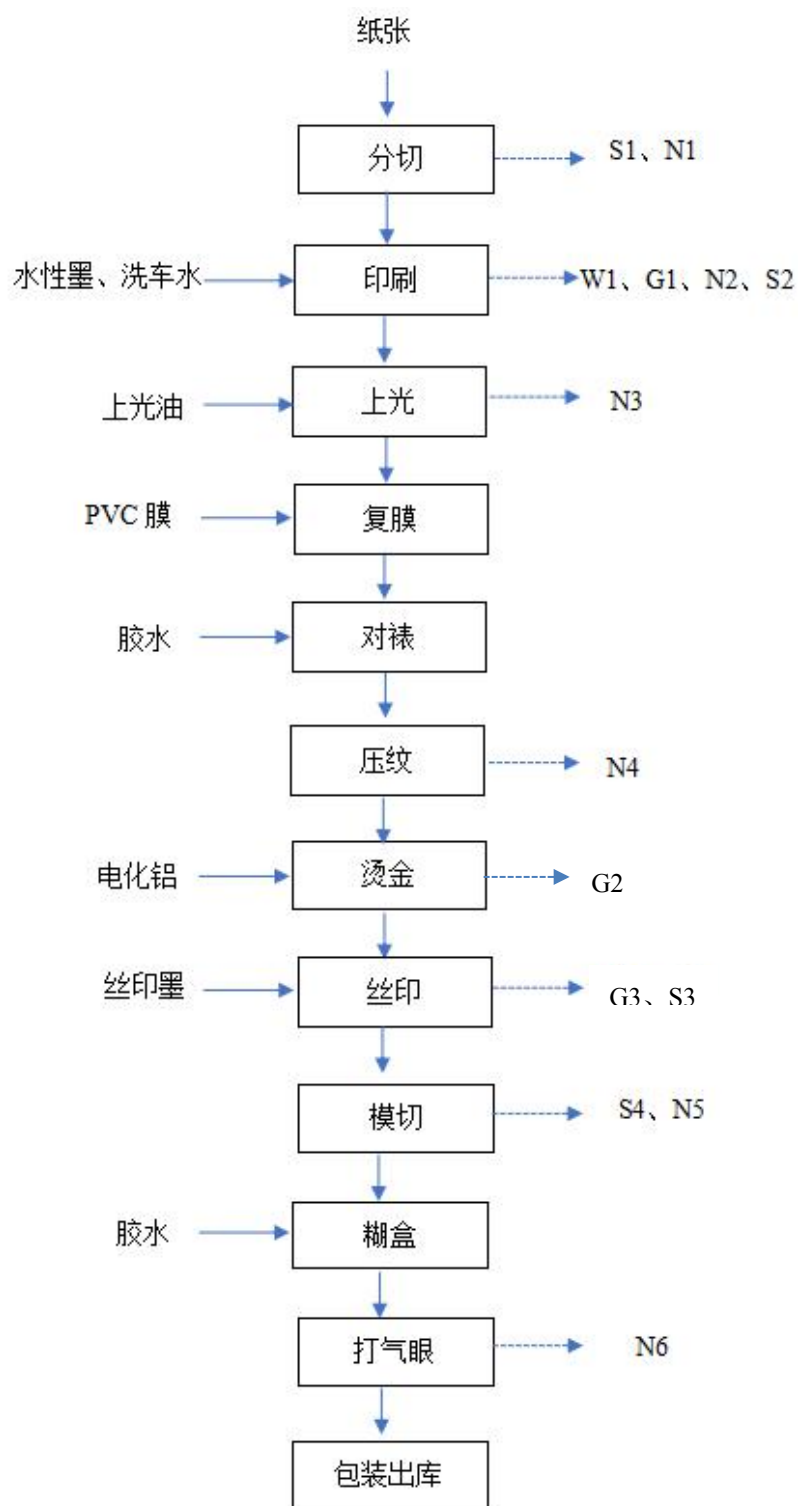 纸张
分切
S1、N1
水性墨、洗车水
印刷
W1、G1、N2、S2
上光油
上光
N3
PVC 膜
复膜
胶水
对裱
压纹
N4
电化铝
烫金
G2
丝印墨
丝印
G3、S3
模切
S4、N5
胶水
糊盒
打气眼
N6
包装出库